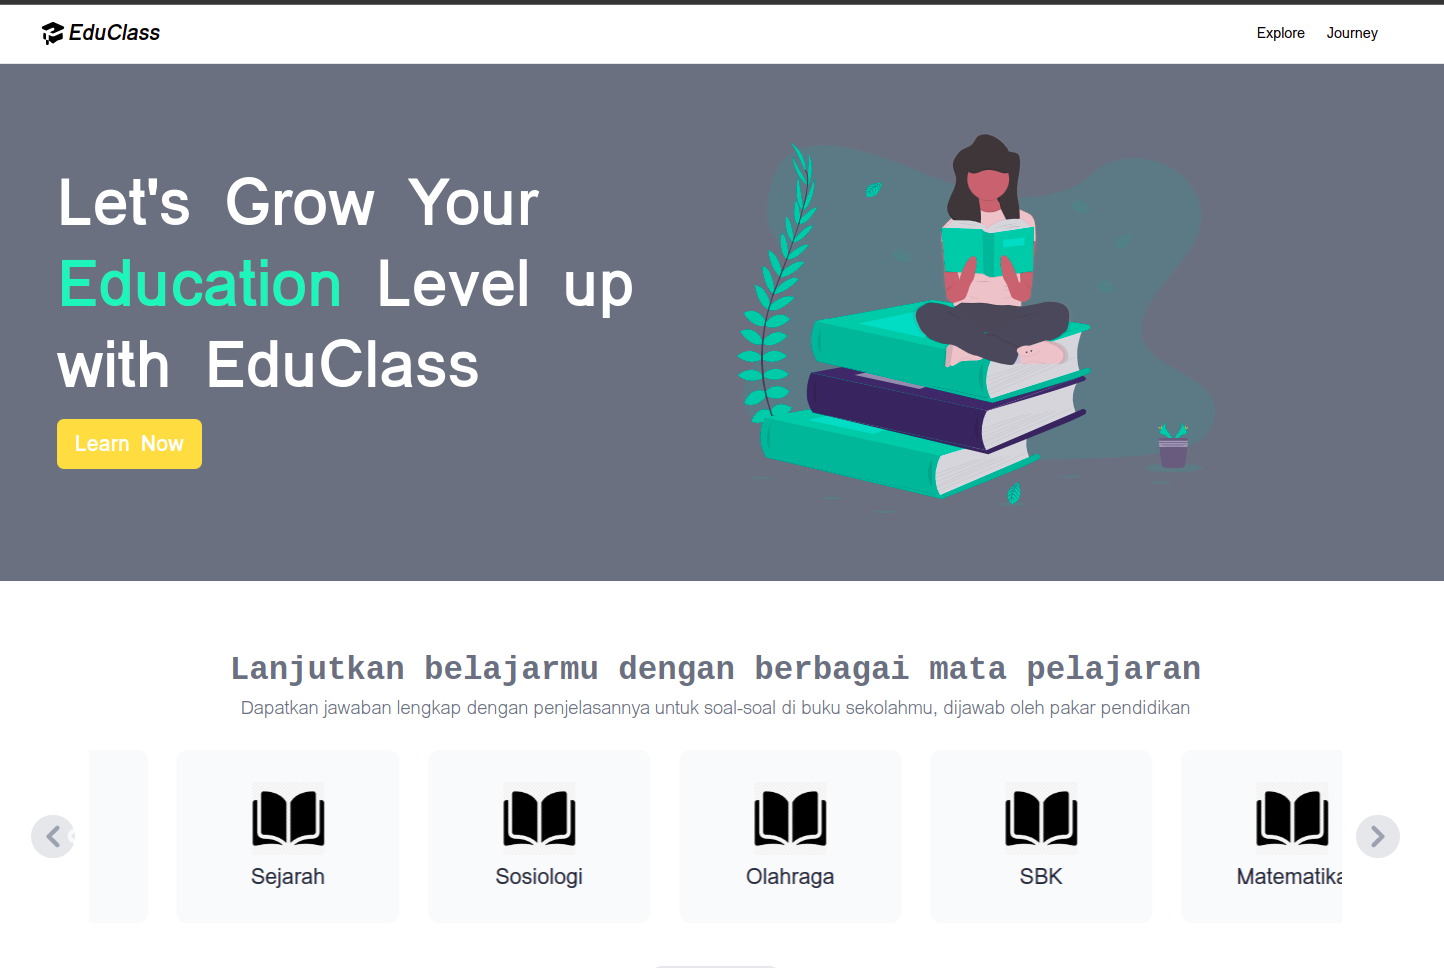 EduClass
Explore
Journey
Let's Grow Your
Education Level up
with EduClass
Learn Now
Lanjutkan belajarmu dengan berbagai mata pelajaran
Dapatkan jawaban lengkap dengan penjelasannya untuk soal-soal di buku sekolahmu, dijawab oleh pakar pendidikan
Sejarah
Sosiologi
Olahraga
SBK
Matematika